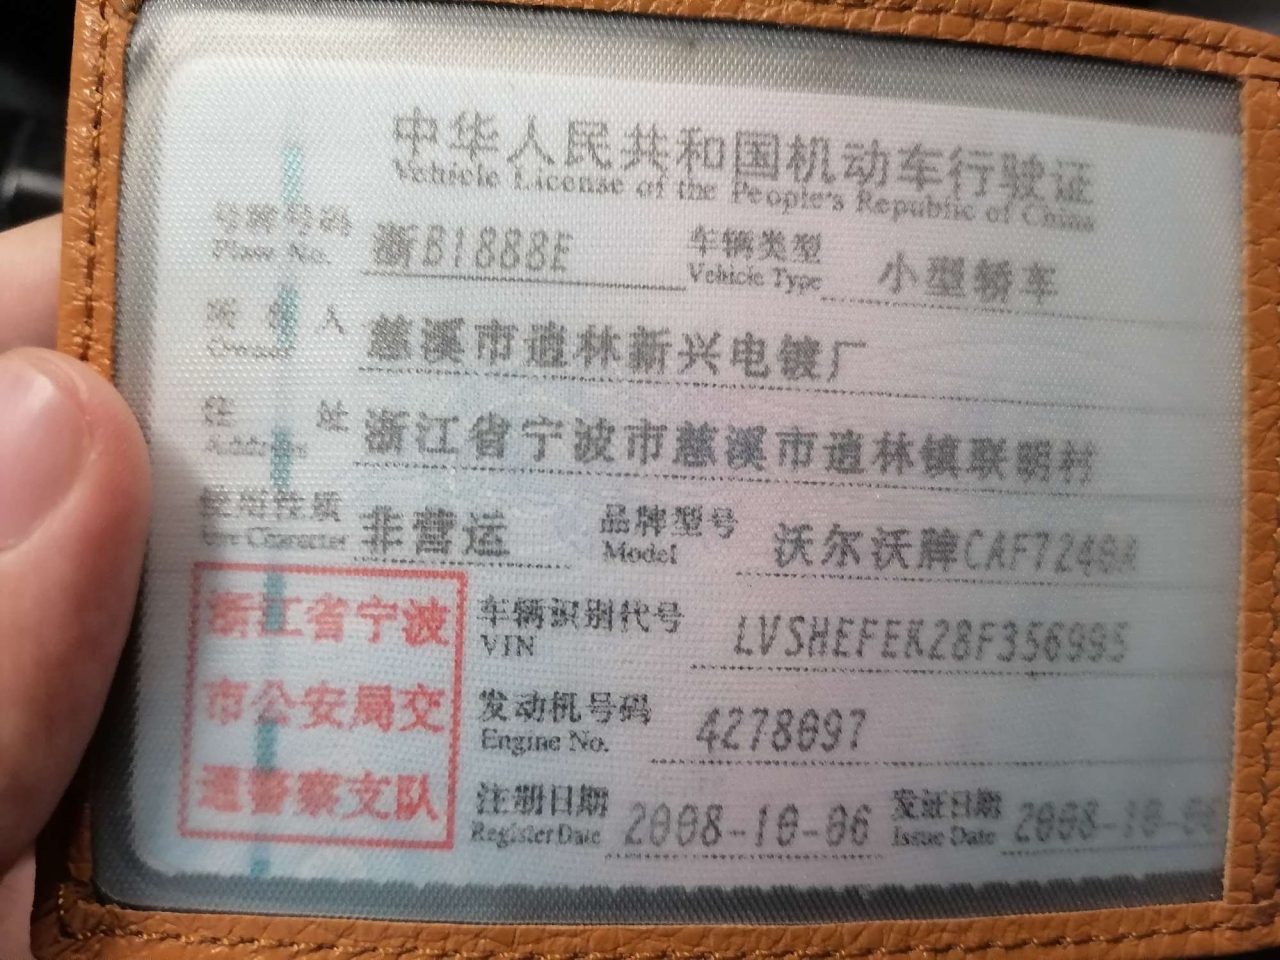 中华人民共和国机动车行驶证
Vehicle License of the People's Republic of China
号牌号码 浙B1888E 车辆类型 小型轿车
Plate No. Vehicle Type
所有人 慈溪市逍林新兴电镀厂
Owner
住址 浙江省宁波市慈溪市逍林镇联明村
Address
使用性质 非营运 品牌型号 沃尔沃牌CAF7240A
Use Character Model
浙江省宁波
市公安局交
通警察支队
车辆识别代号 LVSHEFEK28F356995
VIN
发动机号码 4278097
Engine No.
注册日期 2008-10-06 发证日期 2008-10-06
Register Date Issue Date